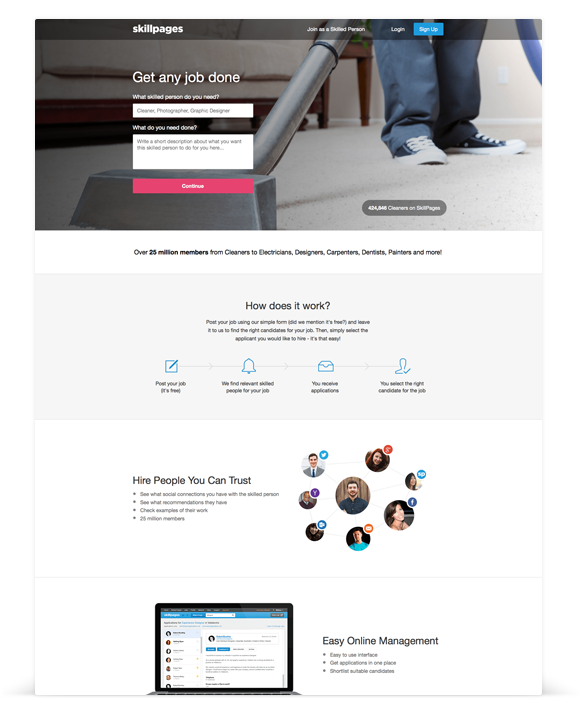 skillpages
Join as a Skilled Person
Login
Sign Up
Get any job done
What skilled person do you need?
Cleaner, Photographer, Graphic Designer
What do you need done?
Write a short description about what you want
this skilled person to do for you here...
Continue
424,846 Cleaners on SkillPages
Over 25 million members from Cleaners to Electricians, Designers, Carpenters, Dentists, Painters and more!
How does it work?
Post your job using our simple form (did we mention it's free?) and leave
it to us to find the right candidates for your job. Then, simply select the
applicant you would like to hire - it's that easy!
Post your job
(it's free)
We find relevant skilled
people for your job
You receive
applications
You select the right
candidate for the job
Hire People You Can Trust
See what social connections you have with the skilled person
See what recommendations they have
Check examples of their work
25 million members
Easy Online Management
Easy to use interface
Get applications in one place
Shortlist suitable candidates